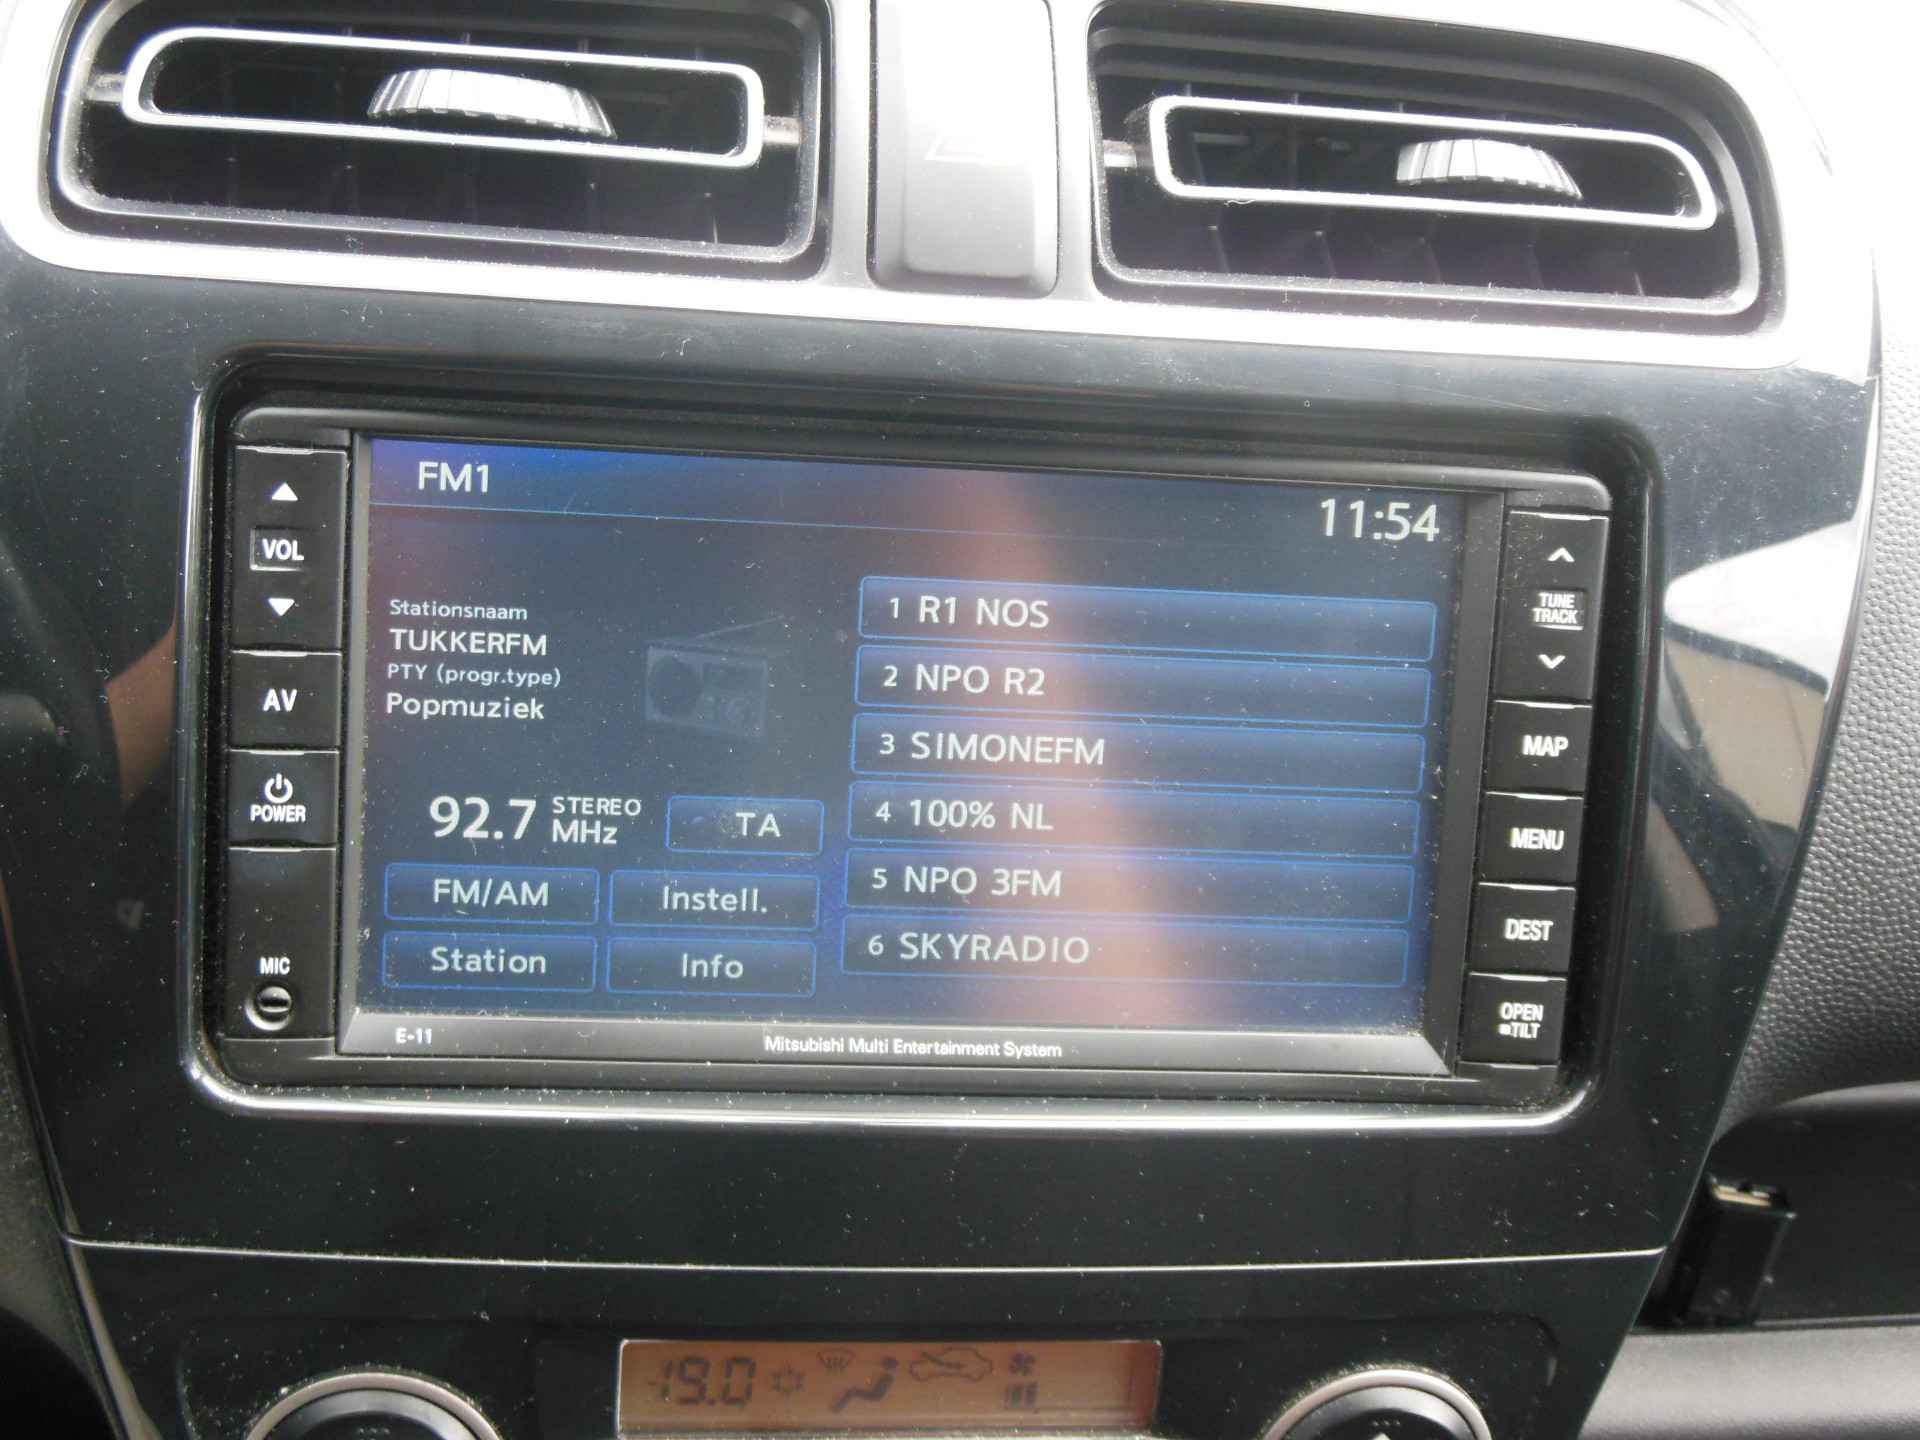 FM1
11:54
VOL
AV
POWER
MIC
Stationsnaam
TUKKERFM
PTY (progr.type)
Popmuziek
92.7 STEREO
MHz
TA
FM/AM
Instell.
Station
Info
1 R1 NOS
2 NPO R2
3 SIMONEFM
4 100% NL
5 NPO 3FM
6 SKYRADIO
TUNE
TRACK
MAP
MENU
DEST
OPEN
TILT
E-11
Mitsubishi Multi Entertainment System
19.0